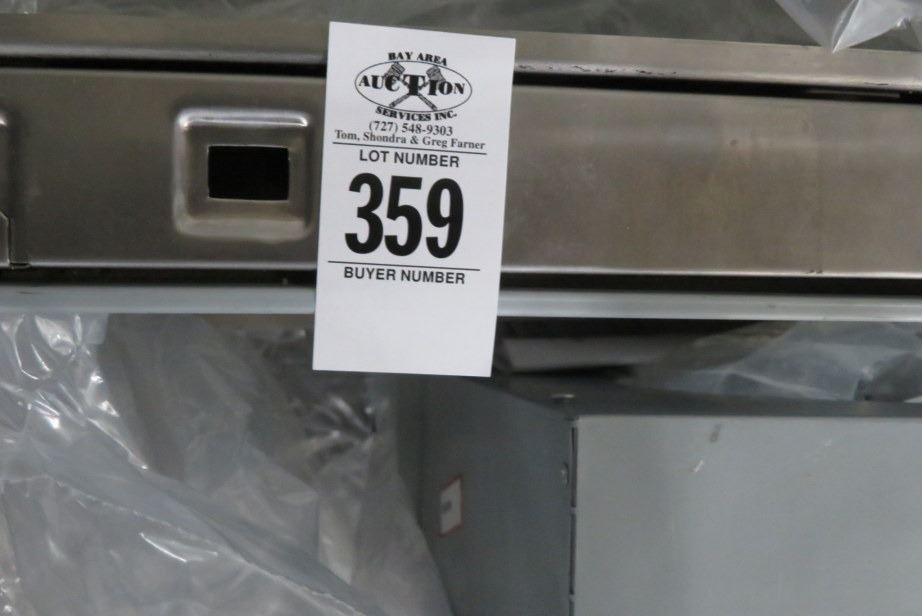 BAY AREA
AUCTION
SERVICES INC.
(727) 548-9303
Tom, Shondra & Greg Farner
LOT NUMBER
359
BUYER NUMBER